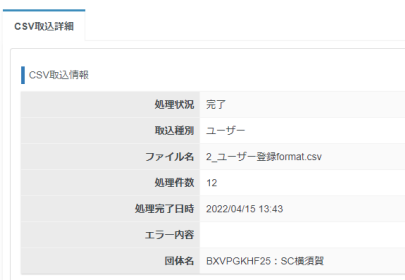 CSV取込詳細
CSV取込情報
処理状況 完了
取込種別 ユーザー
ファイル名 2_ユーザー登録format.csv
処理件数 12
処理完了日時 2022/04/15 13:43
エラー内容
団体名 BXVPGKHF25：SC横須賀